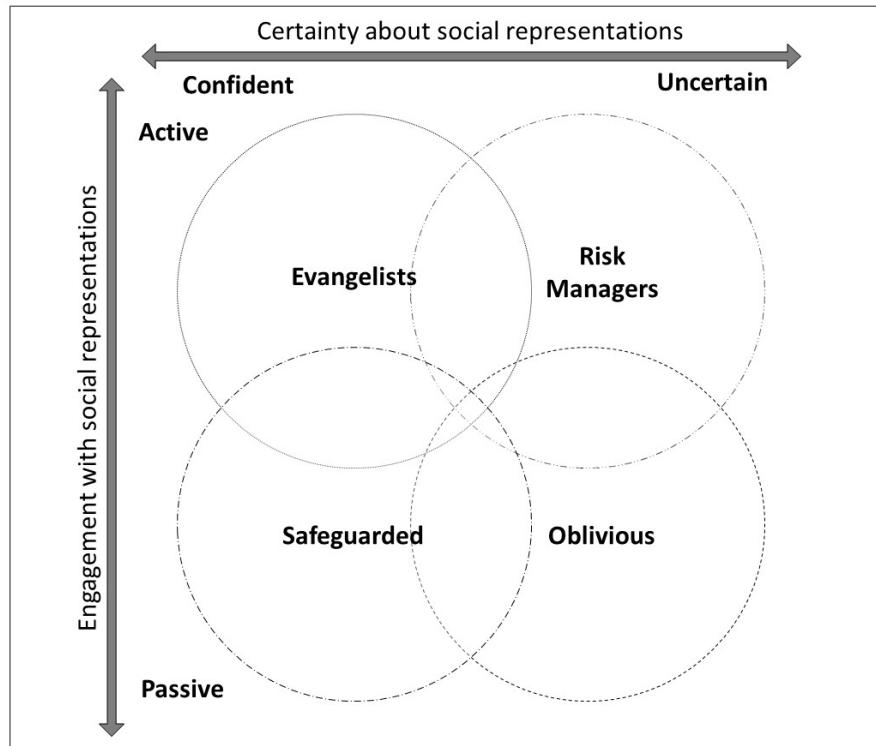 Certainty about social representations
Confident
Uncertain
Active
Engagement with social representations
Evangelists
Risk
Managers
Safeguarded
Oblivious
Passive